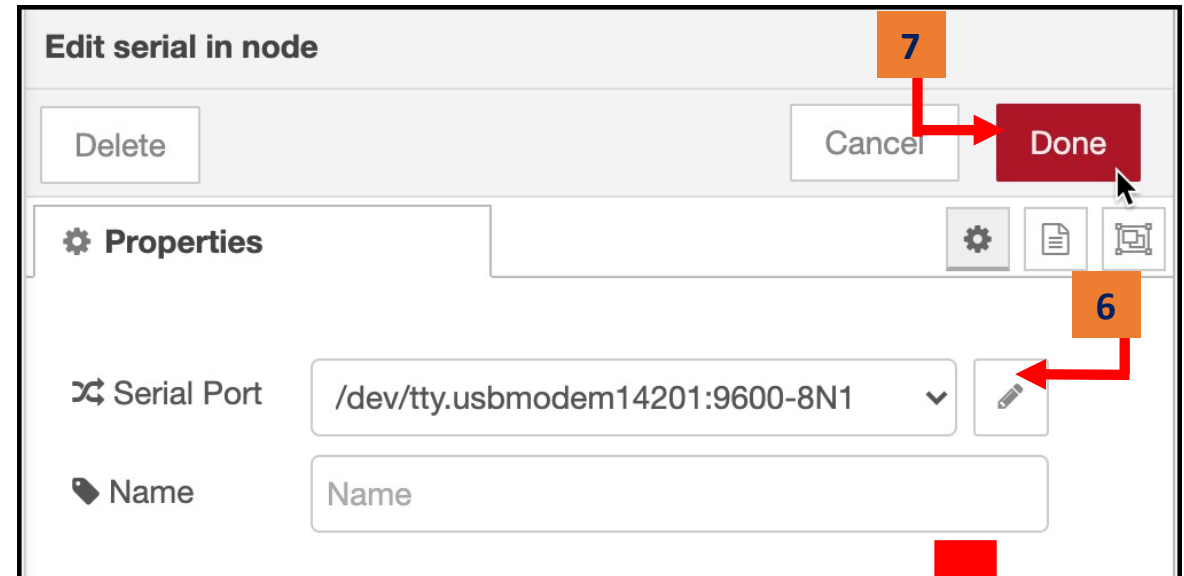 Edit serial in node
7
Delete
Cancel
Done
Properties
6
Serial Port
/dev/tty.usbmodem14201:9600-8N1
Name
Name